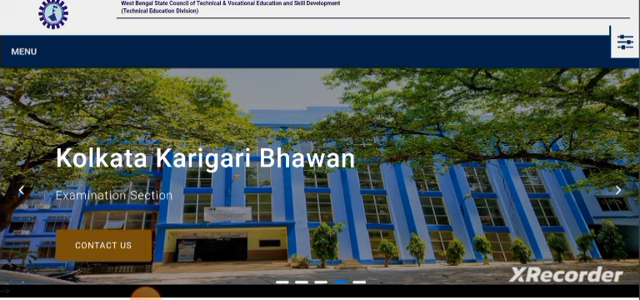 West Bengal State Council of Technical & Vocational Education and Skill Development
(Technical Education Division)
MENU
Kolkata Karigari Bhawan
Examination Section
CONTACT US
XRecorder